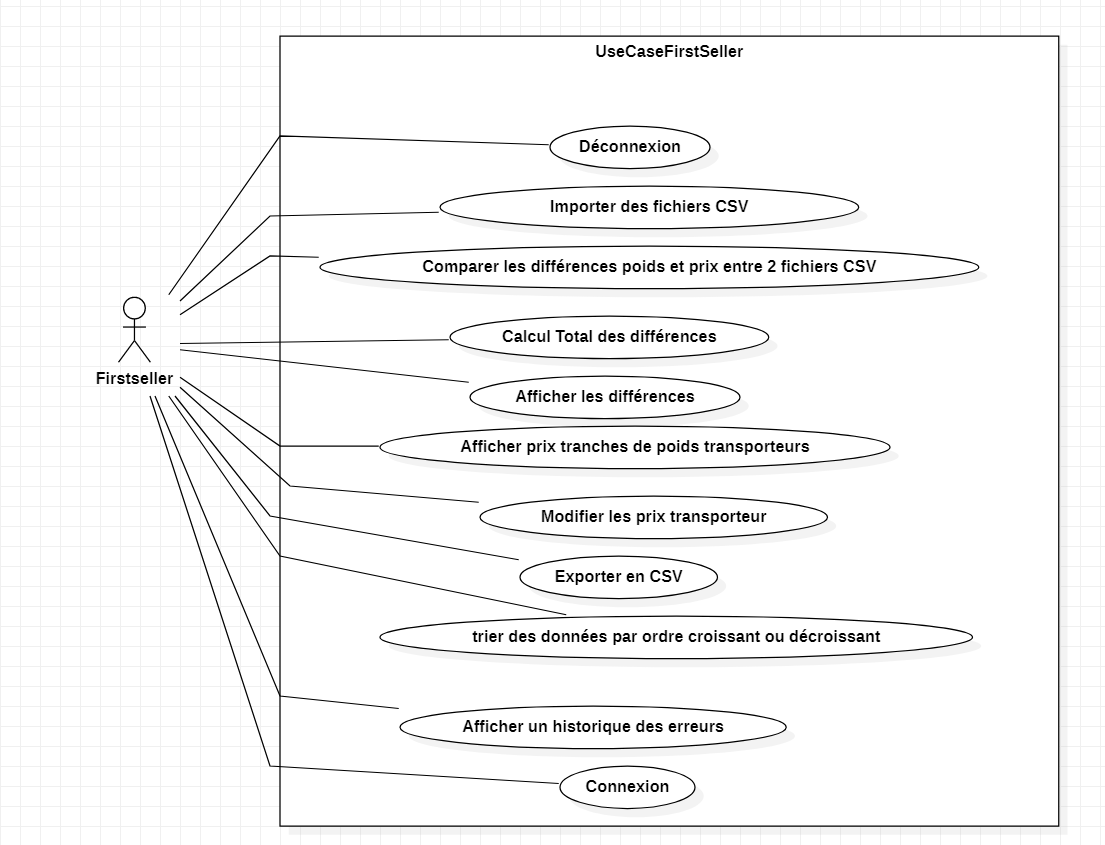 UseCaseFirstSeller
Déconnexion
Importer des fichiers CSV
Comparer les différences poids et prix entre 2 fichiers CSV
Calcul Total des différences
Firstseller
Afficher les différences
Afficher prix tranches de poids transporteurs
Modifier les prix transporteur
Exporter en CSV
trier des données par ordre croissant ou décroissant
Afficher un historique des erreurs
Connexion